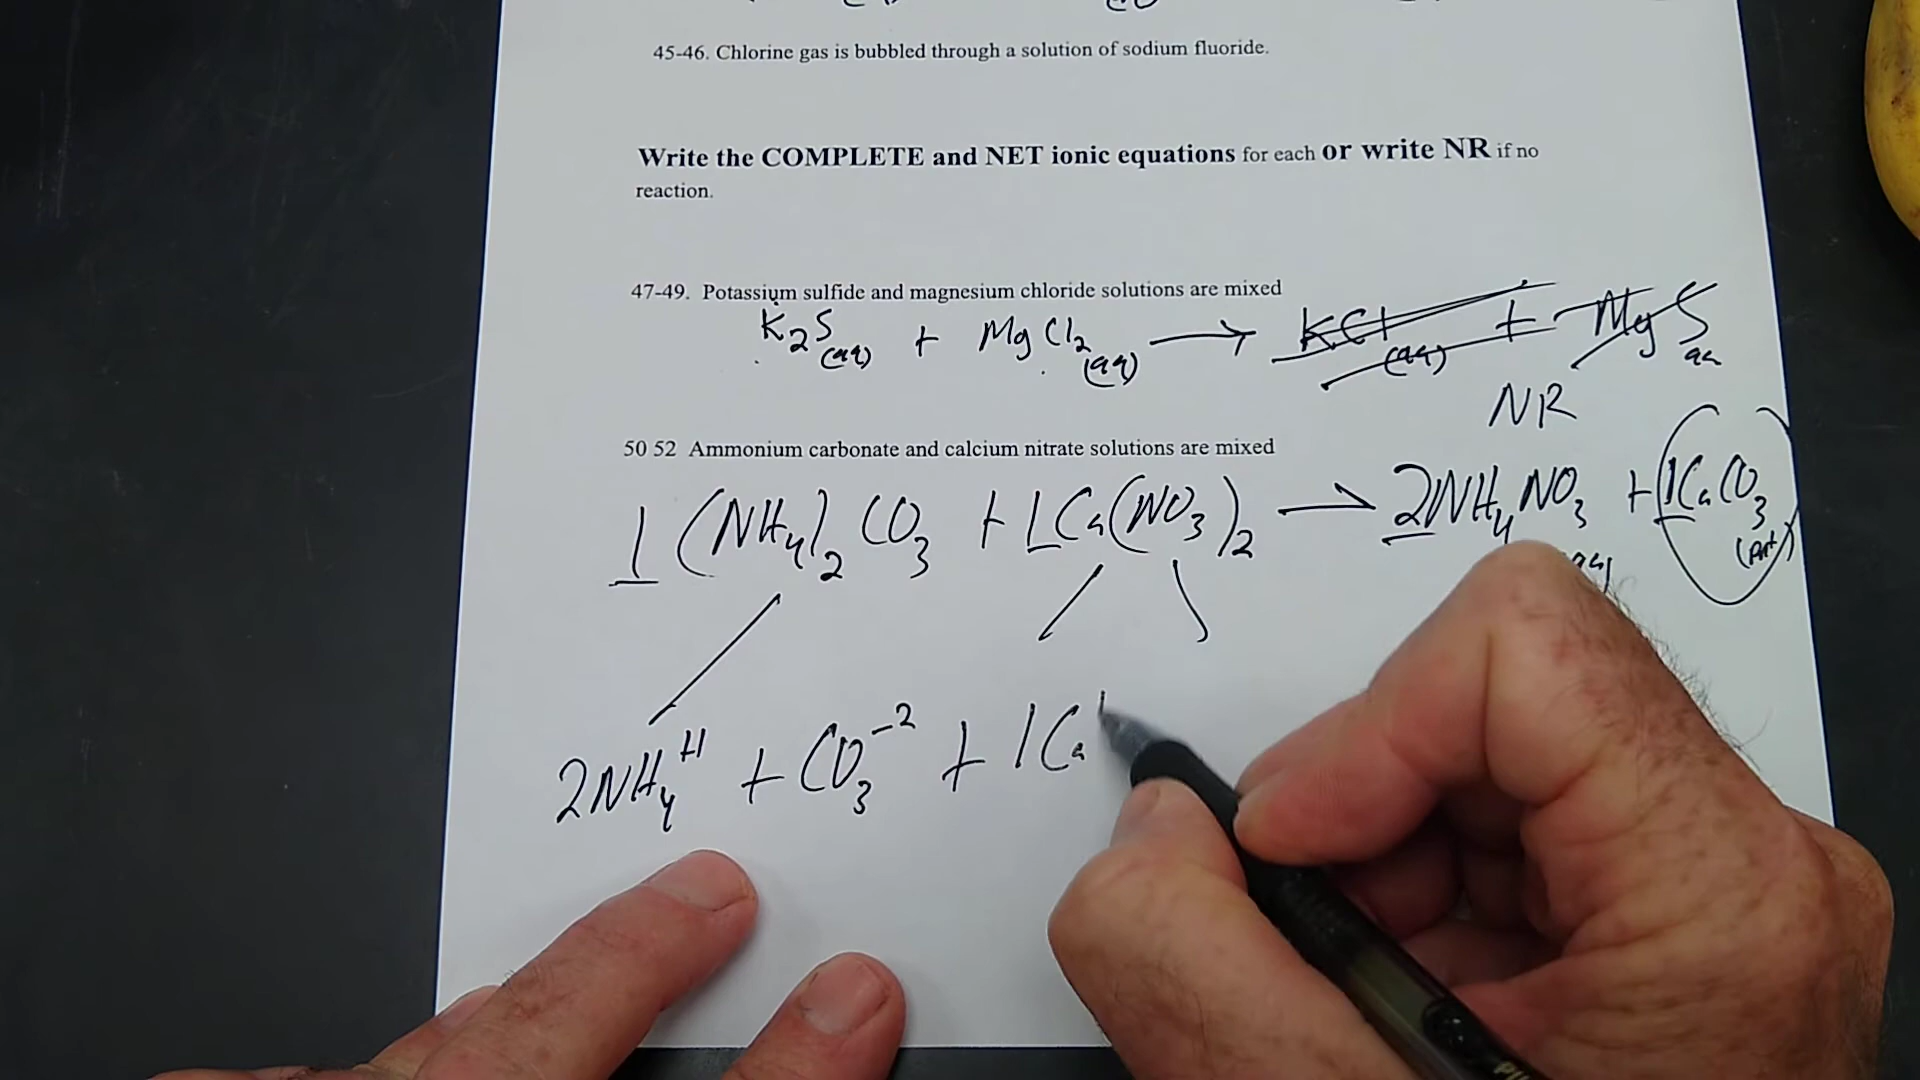 45-46. Chlorine gas is bubbled through a solution of sodium fluoride.
Write the COMPLETE and NET ionic equations for each or write NR if no
reaction.
47-49. Potassium sulfide and magnesium chloride solutions are mixed
K2S(aq) + MgCl2(aq) → KCl(aq) + MgS aq
NR
50 52 Ammonium carbonate and calcium nitrate solutions are mixed
1 (NH4)2CO3 + 1Ca(NO3)2 → 2NH4NO3 + 1CaCO3
2NH4^+1 + CO3^-2 + 1Ca